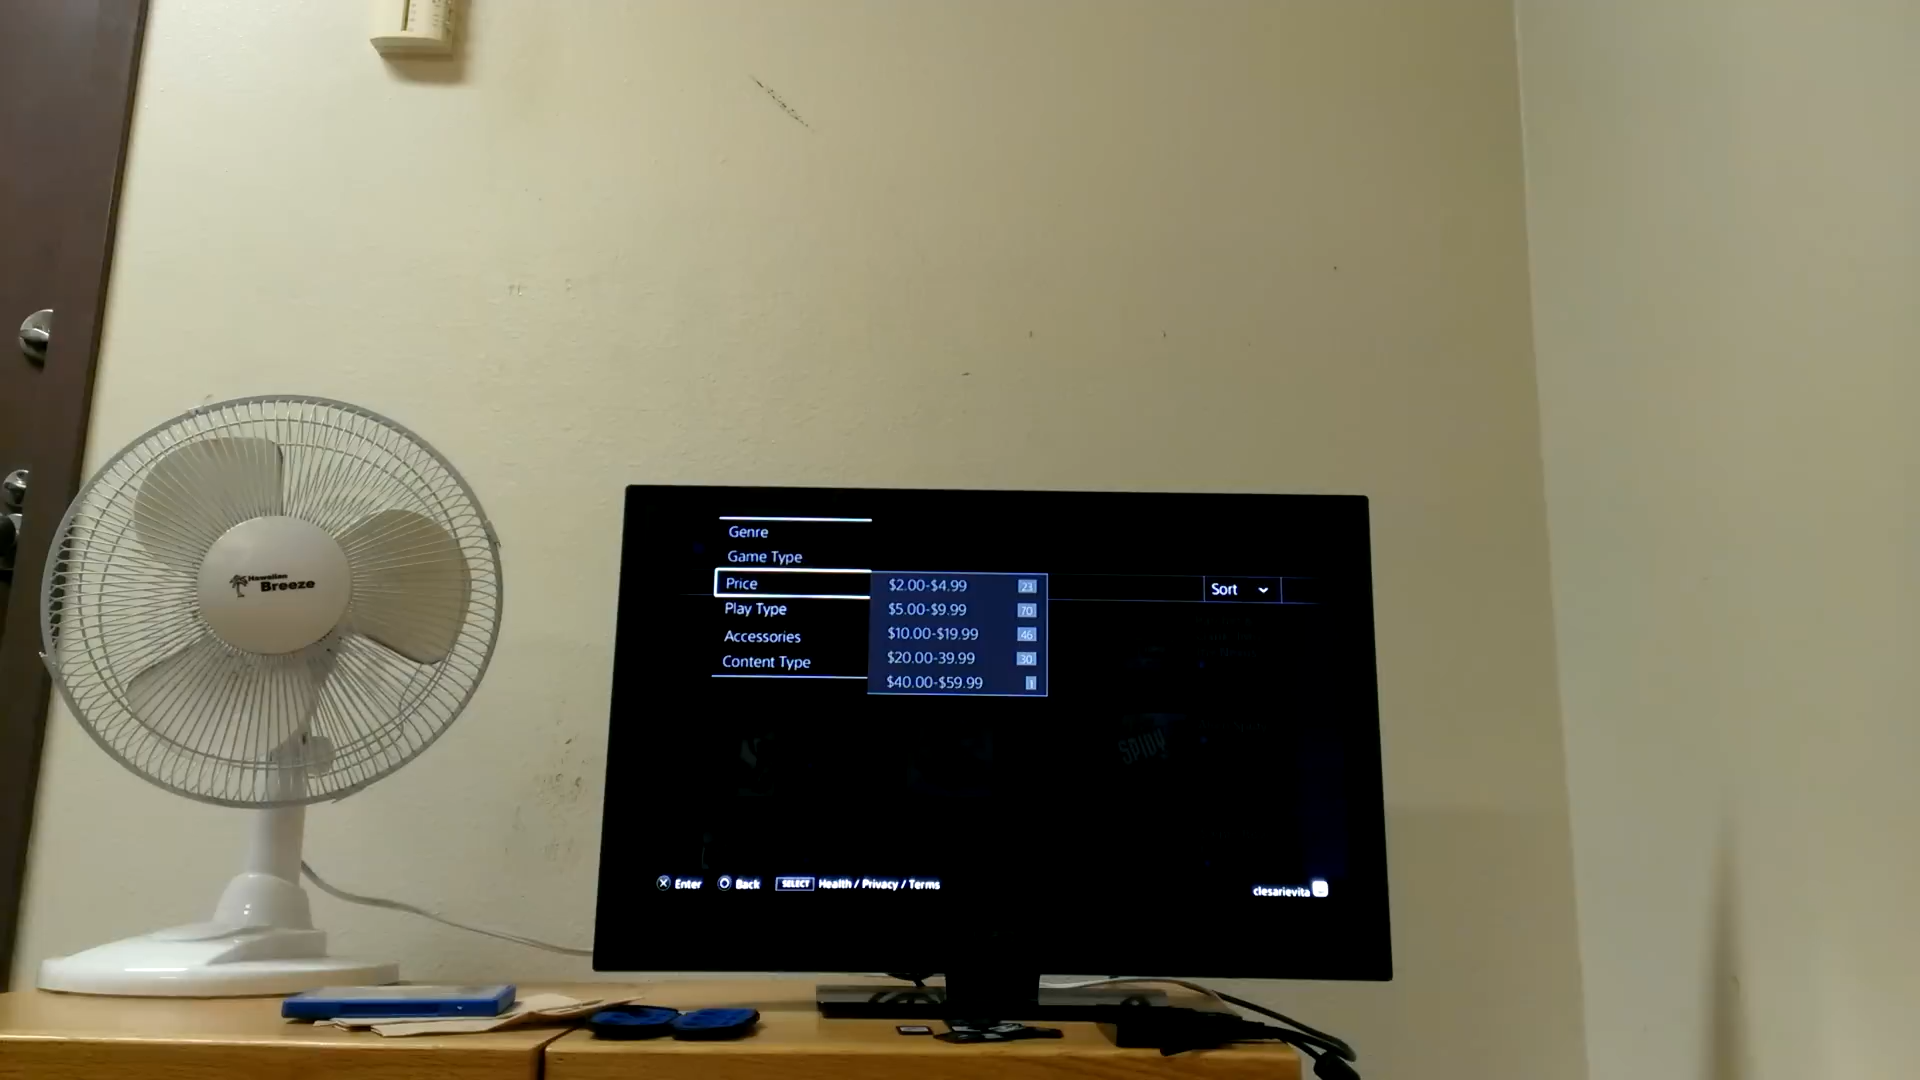 Hawaiian
Breeze
Genre
Game Type
Price
Play Type
Accessories
Content Type
$2.00-$4.99 23
$5.00-$9.99 70
$10.00-$19.99 46
$20.00-39.99 30
$40.00-$59.99 1
Sort
SPIDY
Enter
Back
SELECT Health / Privacy / Terms
clesarievita